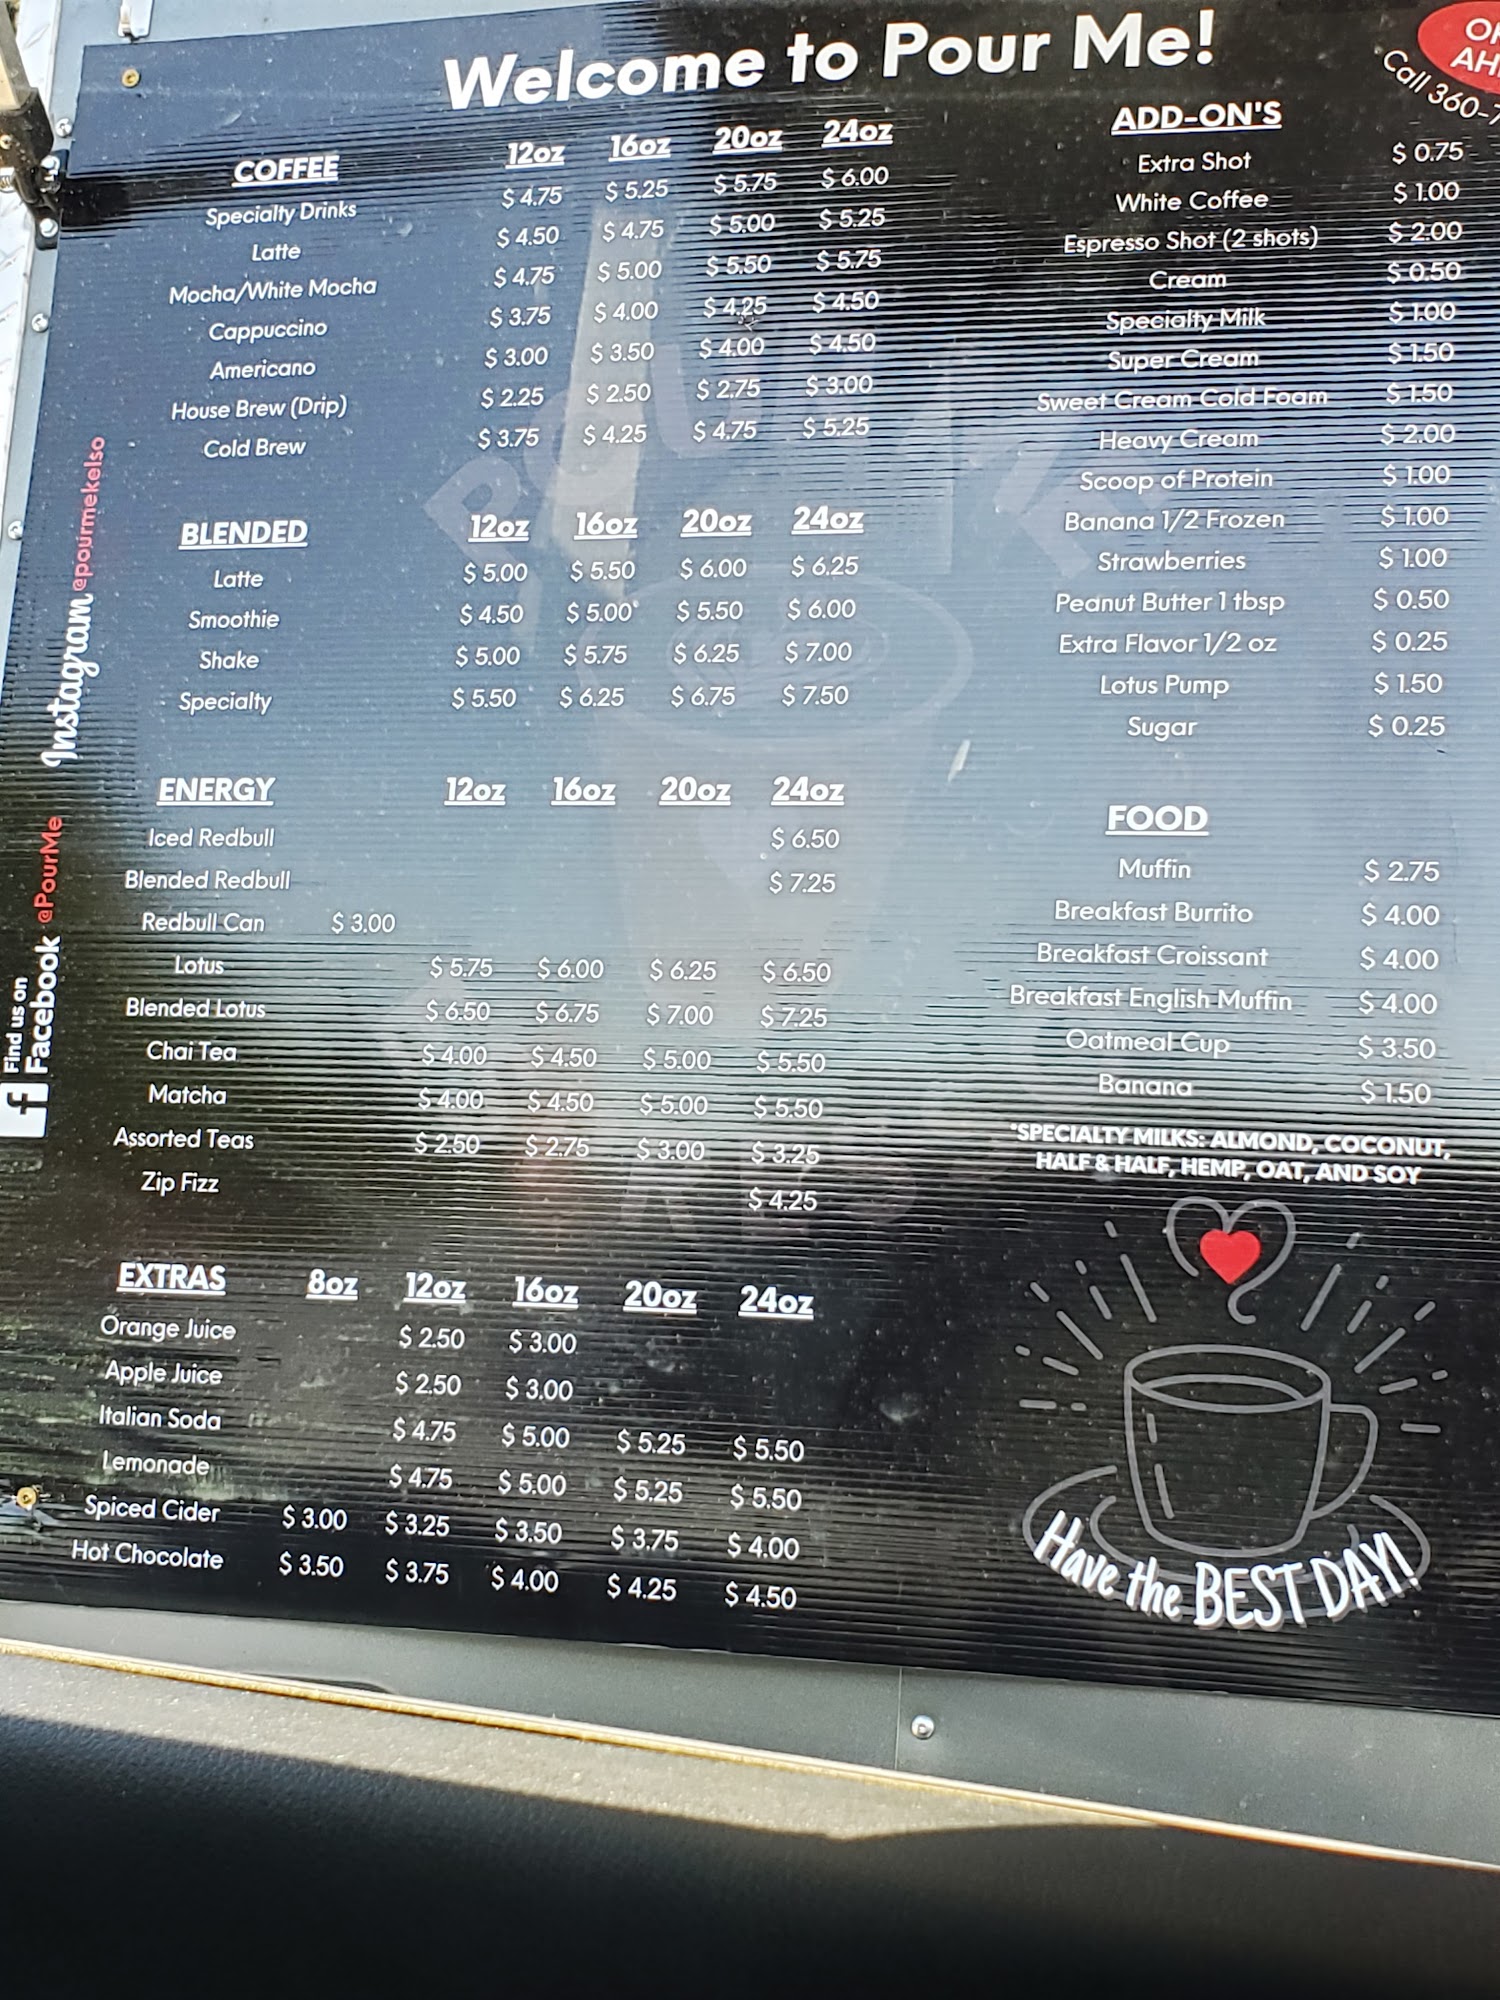 Welcome to Pour Me!
COFFEE 12oz 16oz 20oz 24oz
Specialty Drinks $ 4.75 $ 5.25 $ 5.75 $ 6.00
Latte $ 4.50 $ 4.75 $ 5.00 $ 5.25
Mocha/White Mocha $ 4.75 $ 5.00 $ 5.50 $ 5.75
Cappuccino $ 3.75 $ 4.00 $ 4.25 $ 4.50
Americano $ 3.00 $ 3.50 $ 4.00 $ 4.50
House Brew (Drip) $ 2.25 $ 2.50 $ 2.75 $ 3.00
Cold Brew $ 3.75 $ 4.25 $ 4.75 $ 5.25
BLENDED 12oz 16oz 20oz 24oz
Latte $ 5.00 $ 5.50 $ 6.00 $ 6.25
Smoothie $ 4.50 $ 5.00 $ 5.50 $ 6.00
Shake $ 5.00 $ 5.75 $ 6.25 $ 7.00
Specialty $ 5.50 $ 6.25 $ 6.75 $ 7.50
ENERGY 12oz 16oz 20oz 24oz
Iced Redbull $ 6.50
Blended Redbull $ 7.25
Redbull Can $ 3.00
Lotus $ 5.75 $ 6.00 $ 6.25 $ 6.50
Blended Lotus $ 6.50 $ 6.75 $ 7.00 $ 7.25
Chai Tea $ 4.00 $ 4.50 $ 5.00 $ 5.50
Matcha $ 4.00 $ 4.50 $ 5.00 $ 5.50
Assorted Teas $ 2.50 $ 2.75 $ 3.00 $ 3.25
Zip Fizz $ 4.25
EXTRAS 8oz 12oz 16oz 20oz 24oz
Orange Juice $ 2.50 $ 3.00
Apple Juice $ 2.50 $ 3.00
Italian Soda $ 4.75 $ 5.00 $ 5.25 $ 5.50
Lemonade $ 4.75 $ 5.00 $ 5.25 $ 5.50
Spiced Cider $ 3.00 $ 3.25 $ 3.50 $ 3.75 $ 4.00
Hot Chocolate $ 3.50 $ 3.75 $ 4.00 $ 4.25 $ 4.50
Call 360-7
ADD-ON'S
Extra Shot $ 0.75
White Coffee $ 1.00
Espresso Shot (2 shots) $ 2.00
Cream $ 0.50
Specialty Milk $ 1.00
Super Cream $ 1.50
Sweet Cream Cold Foam $ 1.50
Heavy Cream $ 2.00
Scoop of Protein $ 1.00
Banana 1/2 Frozen $ 1.00
Strawberries $ 1.00
Peanut Butter 1 tbsp $ 0.50
Extra Flavor 1/2 oz $ 0.25
Lotus Pump $ 1.50
Sugar $ 0.25
FOOD
Muffin $ 2.75
Breakfast Burrito $ 4.00
Breakfast Croissant $ 4.00
Breakfast English Muffin $ 4.00
Oatmeal Cup $ 3.50
Banana $ 1.50
*SPECIALTY MILKS: ALMOND, COCONUT,
HALF & HALF, HEMP, OAT, AND SOY
Have the BEST DAY!
Instagram @pourmekelso
Find us on
Facebook @PourMe